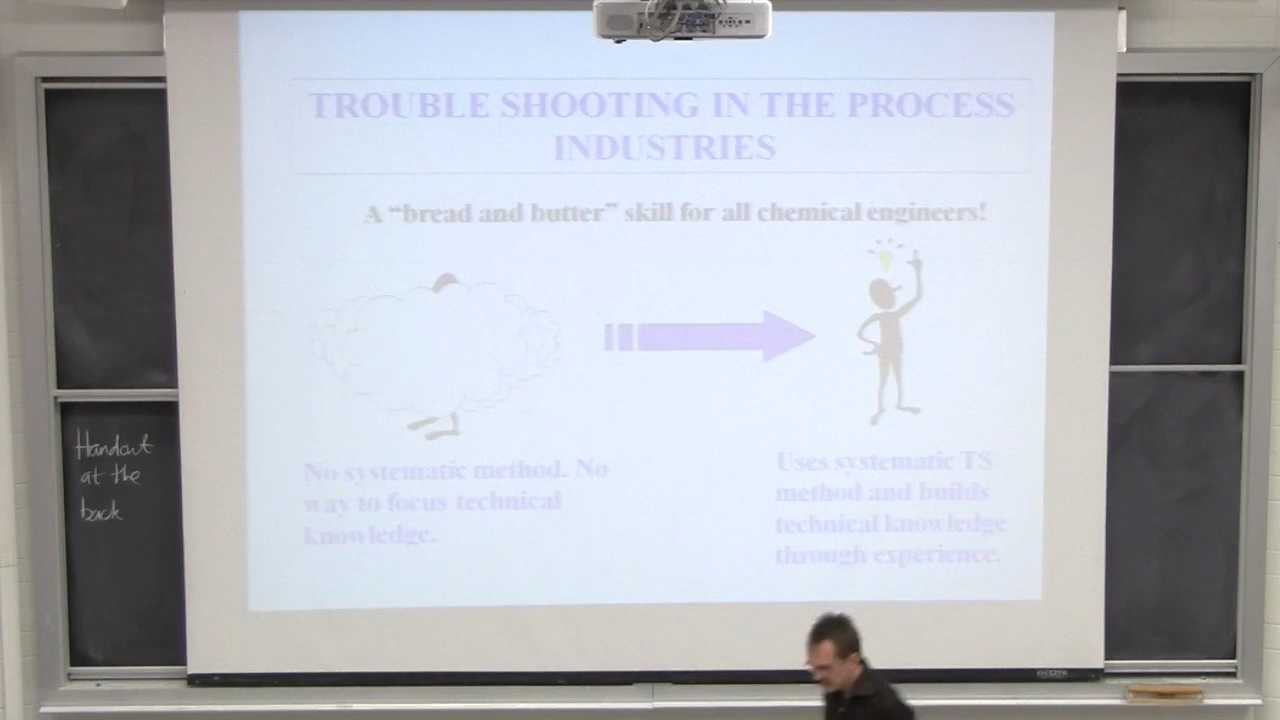 TROUBLE SHOOTING IN THE PROCESS
INDUSTRIES
A “bread and butter” skill for all chemical engineers!
No systematic method. No
way to focus technical
knowledge.
Uses systematic TS
method and builds
technical knowledge
through experience.
Handout
at the
back